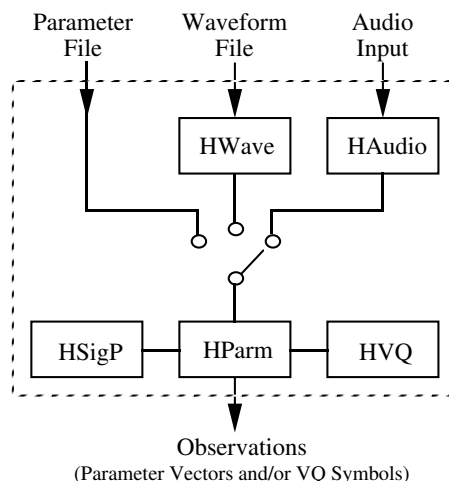 Parameter
File
Waveform
File
Audio
Input
HWave
HAudio
HSigP
HParm
HVQ
Observations
(Parameter Vectors and/or VQ Symbols)